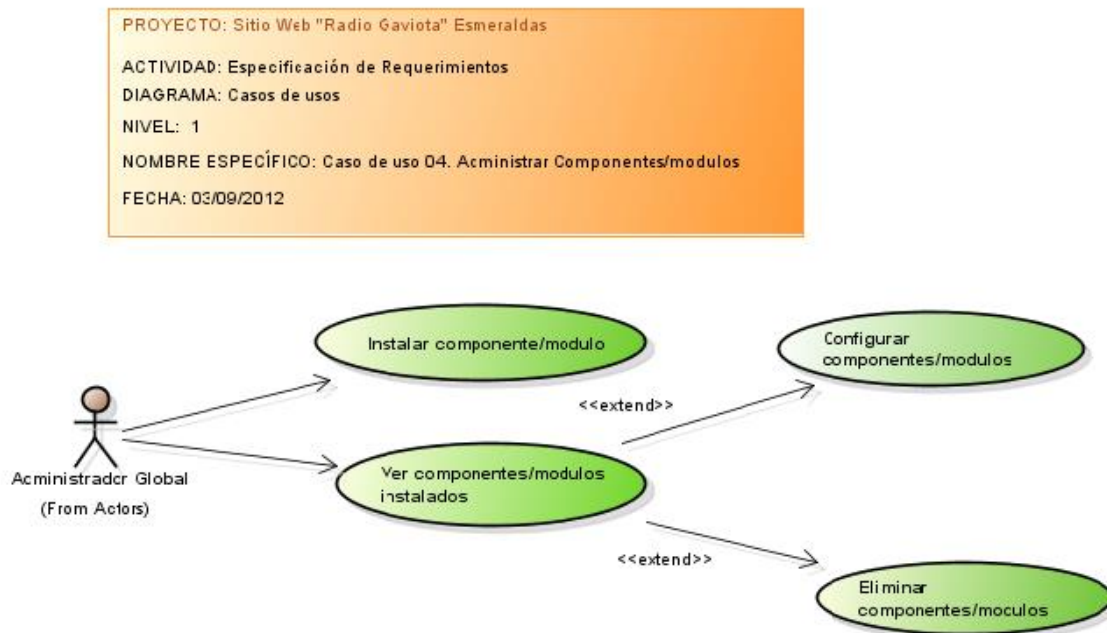 PROYECTO: Sitio Web "Radio Gaviota" Esmeraldas
ACTIVIDAD: Especificación de Requerimientos
DIAGRAMA: Casos de usos
NIVEL: 1
NOMBRE ESPECÍFICO: Caso de uso 04. Acministrar Componentes/modulos
FECHA: 03/09/2012
Instalar componente/modulo
Configurar
componentes/modulos
<<extend>>
Ver componentes/modulos
instalados
Acministradcr Global
(From Actors)
<<extend>>
Eliminar
componentes/moculos